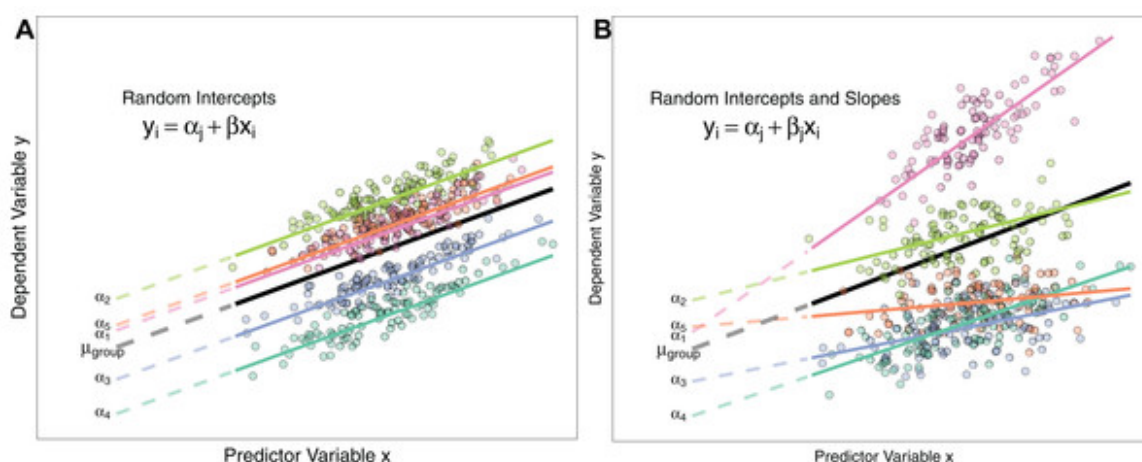 A
Random Intercepts
yᵢ = αⱼ + βxᵢ
Dependent Variable y
α₂
α₅
α₁
μgroup
α₃
α₄
Predictor Variable x
B
Random Intercepts and Slopes
yᵢ = αⱼ + βⱼxᵢ
Dependent Variable y
α₂
α₅
α₁
μgroup
α₃
α₄
Predictor Variable x